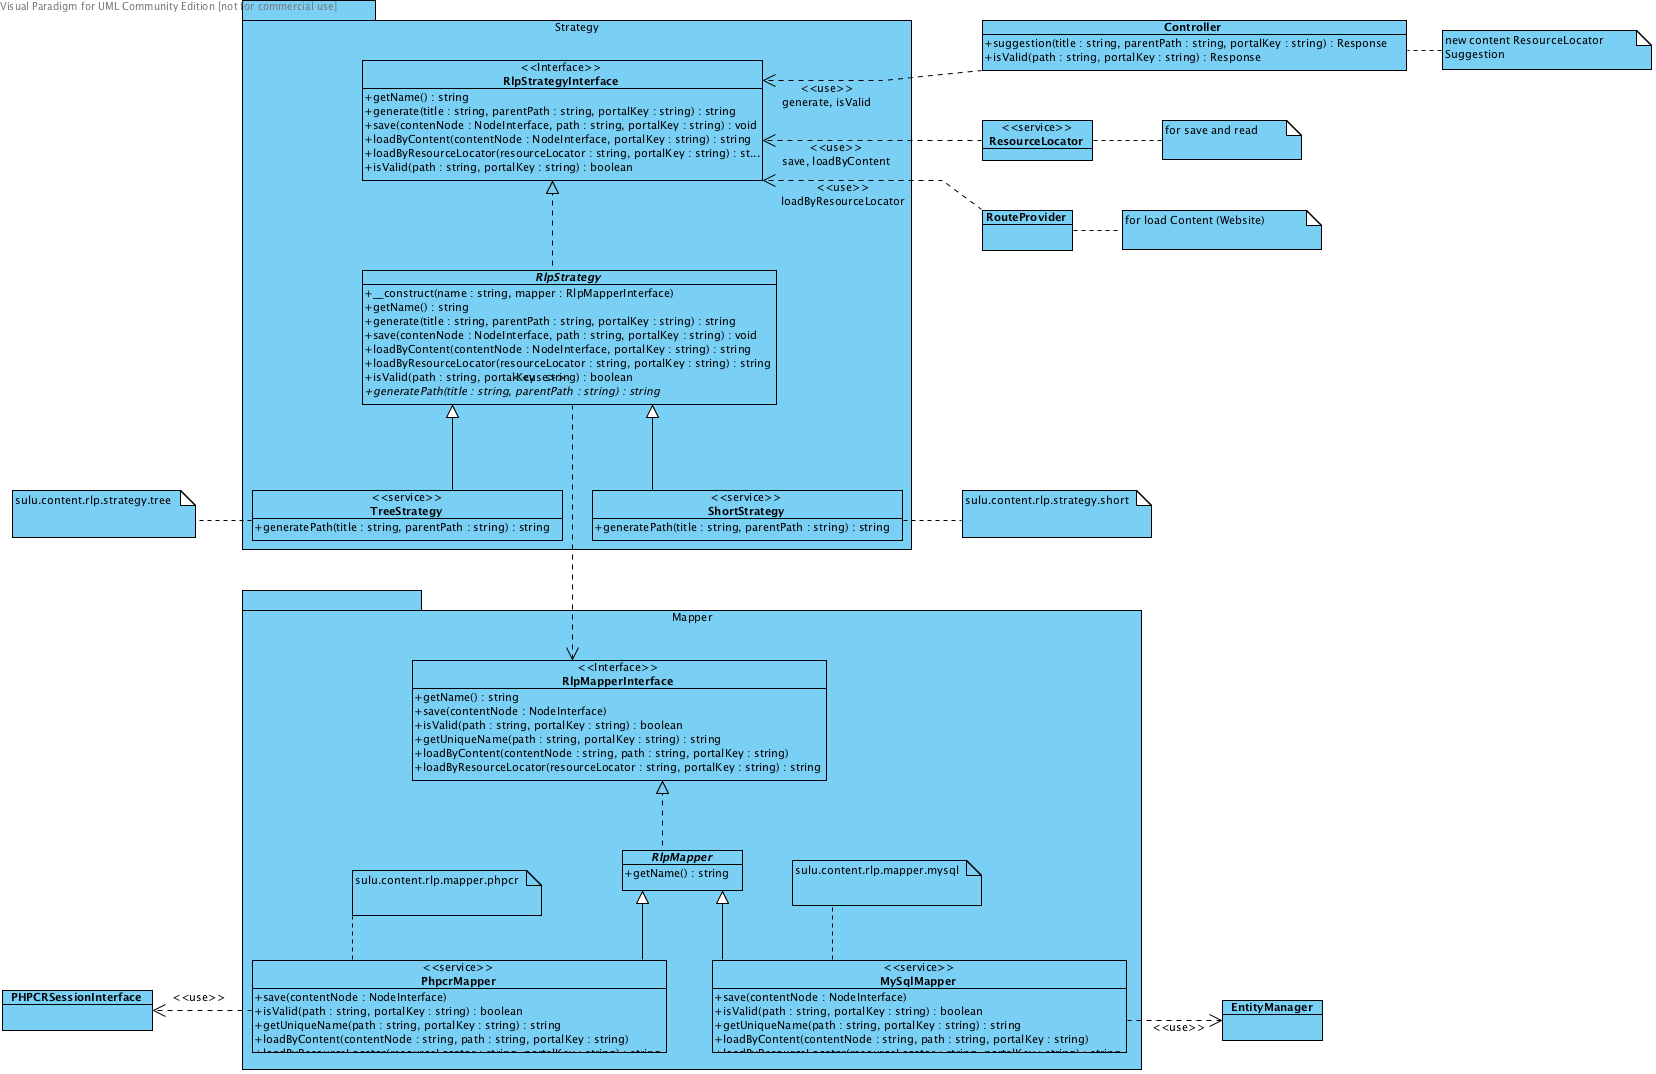 Visual Paradigm for UML Community Edition [not for commercial use]
Strategy
<<Interface>>
RlpStrategyInterface
+getName() : string
+generate(title : string, parentPath : string, portalKey : string) : string
+save(contenNode : NodeInterface, path : string, portalKey : string) : void
+loadByContent(contentNode : NodeInterface, portalKey : string) : string
+loadByResourceLocator(resourceLocator : string, portalKey : string) : st...
+isValid(path : string, portalKey : string) : boolean
Controller
+suggestion(title : string, parentPath : string, portalKey : string) : Response
+isValid(path : string, portalKey : string) : Response
new content ResourceLocator
Suggestion
<<use>>
generate, isValid
<<service>>
ResourceLocator
for save and read
<<use>>
save, loadByContent
<<use>>
loadByResourceLocator
RouteProvider
for load Content (Website)
RlpStrategy
+__construct(name : string, mapper : RlpMapperInterface)
+getName() : string
+generate(title : string, parentPath : string, portalKey : string) : string
+save(contenNode : NodeInterface, path : string, portalKey : string) : void
+loadByContent(contentNode : NodeInterface, portalKey : string) : string
+loadByResourceLocator(resourceLocator : string, portalKey : string) : string
+isValid(path : string, portalKey : string) : boolean
<<use>>
+generatePath(title : string, parentPath : string) : string
sulu.content.rlp.strategy.tree
<<service>>
TreeStrategy
+generatePath(title : string, parentPath : string) : string
<<service>>
ShortStrategy
+generatePath(title : string, parentPath : string) : string
sulu.content.rlp.strategy.short
Mapper
<<Interface>>
RlpMapperInterface
+getName() : string
+save(contentNode : NodeInterface)
+isValid(path : string, portalKey : string) : boolean
+getUniqueName(path : string, portalKey : string) : string
+loadByContent(contentNode : string, path : string, portalKey : string)
+loadByResourceLocator(resourceLocator : string, portalKey : string) : string
RlpMapper
+getName() : string
sulu.content.rlp.mapper.phpcr
sulu.content.rlp.mapper.mysql
<<service>>
PhpcrMapper
+save(contentNode : NodeInterface)
+isValid(path : string, portalKey : string) : boolean
+getUniqueName(path : string, portalKey : string) : string
+loadByContent(contentNode : string, path : string, portalKey : string)
+loadByResourceLocator(resourceLocator : string, portalKey : string) : string
<<service>>
MySqlMapper
+save(contentNode : NodeInterface)
+isValid(path : string, portalKey : string) : boolean
+getUniqueName(path : string, portalKey : string) : string
+loadByContent(contentNode : string, path : string, portalKey : string)
+loadByResourceLocator(resourceLocator : string, portalKey : string) : string
PHPCRSessionInterface
<<use>>
<<use>>
EntityManager